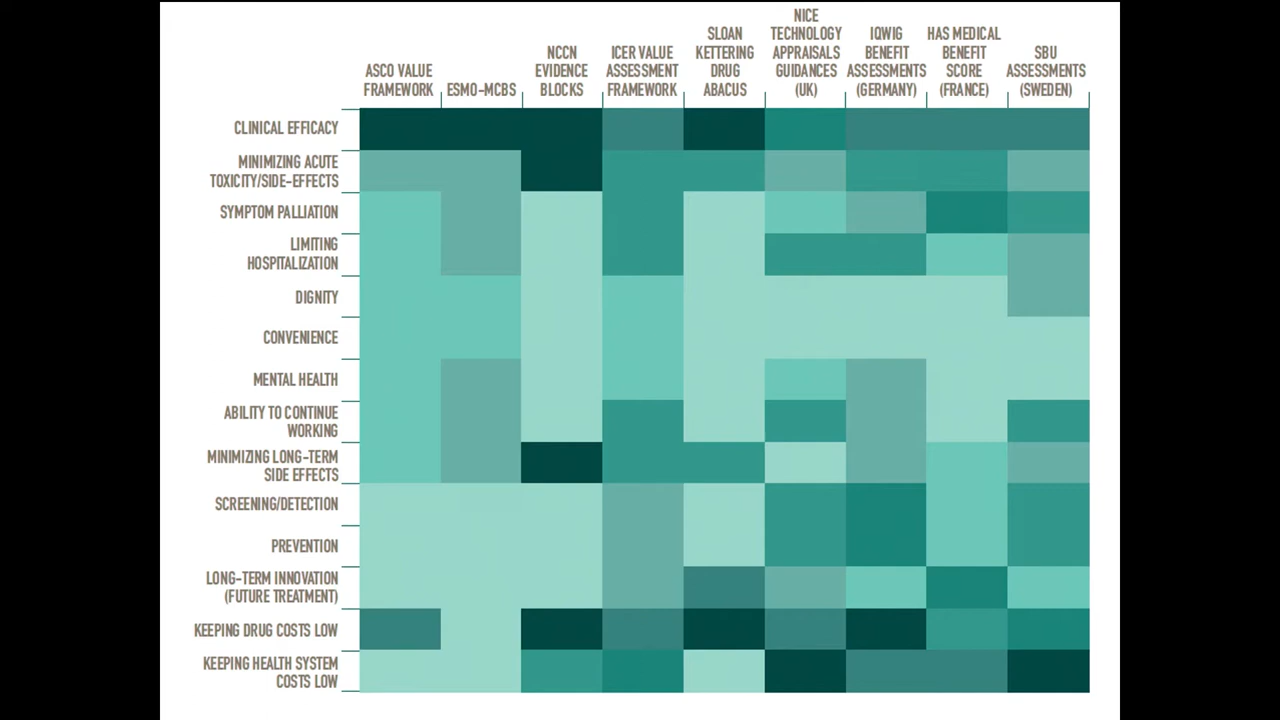 ASCO VALUE
FRAMEWORK
ESMO-MCBS
NCCN
EVIDENCE
BLOCKS
ICER VALUE
ASSESSMENT
FRAMEWORK
SLOAN
KETTERING
DRUG
ABACUS
NICE
TECHNOLOGY
APPRAISALS
GUIDANCES
(UK)
IQWIG
BENEFIT
ASSESSMENTS
(GERMANY)
HAS MEDICAL
BENEFIT
SCORE
(FRANCE)
SBU
ASSESSMENTS
(SWEDEN)
CLINICAL EFFICACY
MINIMIZING ACUTE
TOXICITY/SIDE-EFFECTS
SYMPTOM PALLIATION
LIMITING
HOSPITALIZATION
DIGNITY
CONVENIENCE
MENTAL HEALTH
ABILITY TO CONTINUE
WORKING
MINIMIZING LONG-TERM
SIDE EFFECTS
SCREENING/DETECTION
PREVENTION
LONG-TERM INNOVATION
(FUTURE TREATMENT)
KEEPING DRUG COSTS LOW
KEEPING HEALTH SYSTEM
COSTS LOW